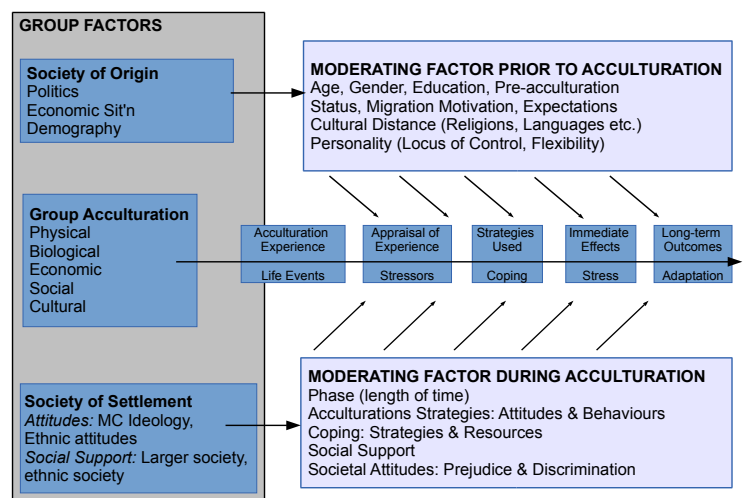 GROUP FACTORS
Society of Origin
Politics
Economic Sit'n
Demography
MODERATING FACTOR PRIOR TO ACCULTURATION
Age, Gender, Education, Pre-acculturation
Status, Migration Motivation, Expectations
Cultural Distance (Religions, Languages etc.)
Personality (Locus of Control, Flexibility)
Group Acculturation
Physical
Biological
Economic
Social
Cultural
Acculturation
Experience
Life Events
Appraisal of
Experience
Stressors
Strategies
Used
Coping
Immediate
Effects
Stress
Long-term
Outcomes
Adaptation
Society of Settlement
Attitudes: MC Ideology,
Ethnic attitudes
Social Support: Larger society,
ethnic society
MODERATING FACTOR DURING ACCULTURATION
Phase (length of time)
Acculturations Strategies: Attitudes & Behaviours
Coping: Strategies & Resources
Social Support
Societal Attitudes: Prejudice & Discrimination